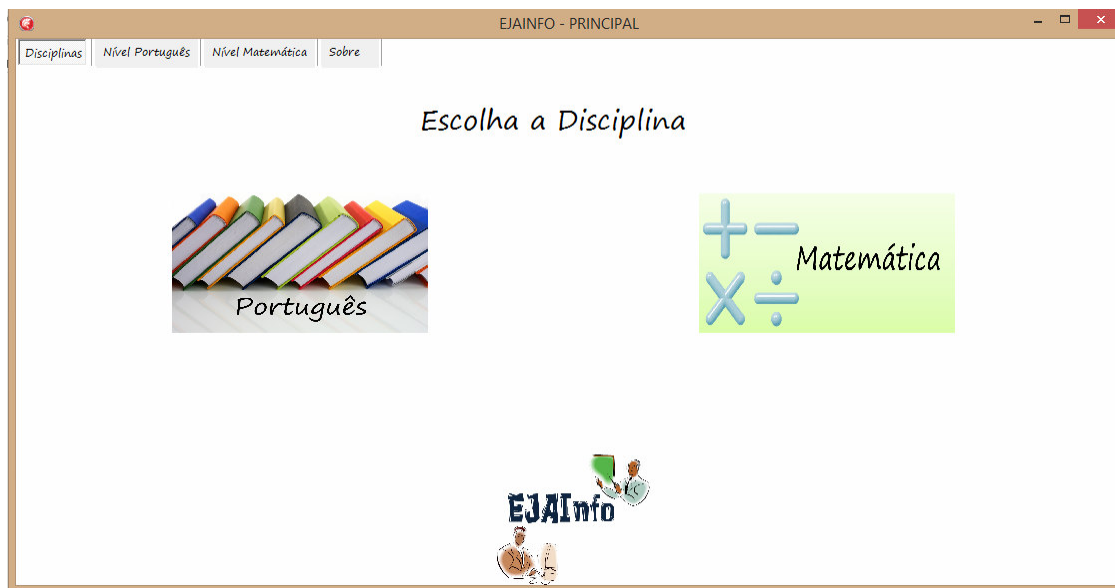 EJAINFO - PRINCIPAL
Disciplinas Nível Português Nível Matemática Sobre
Escolha a Disciplina
Português
Matemática
EJAInfo